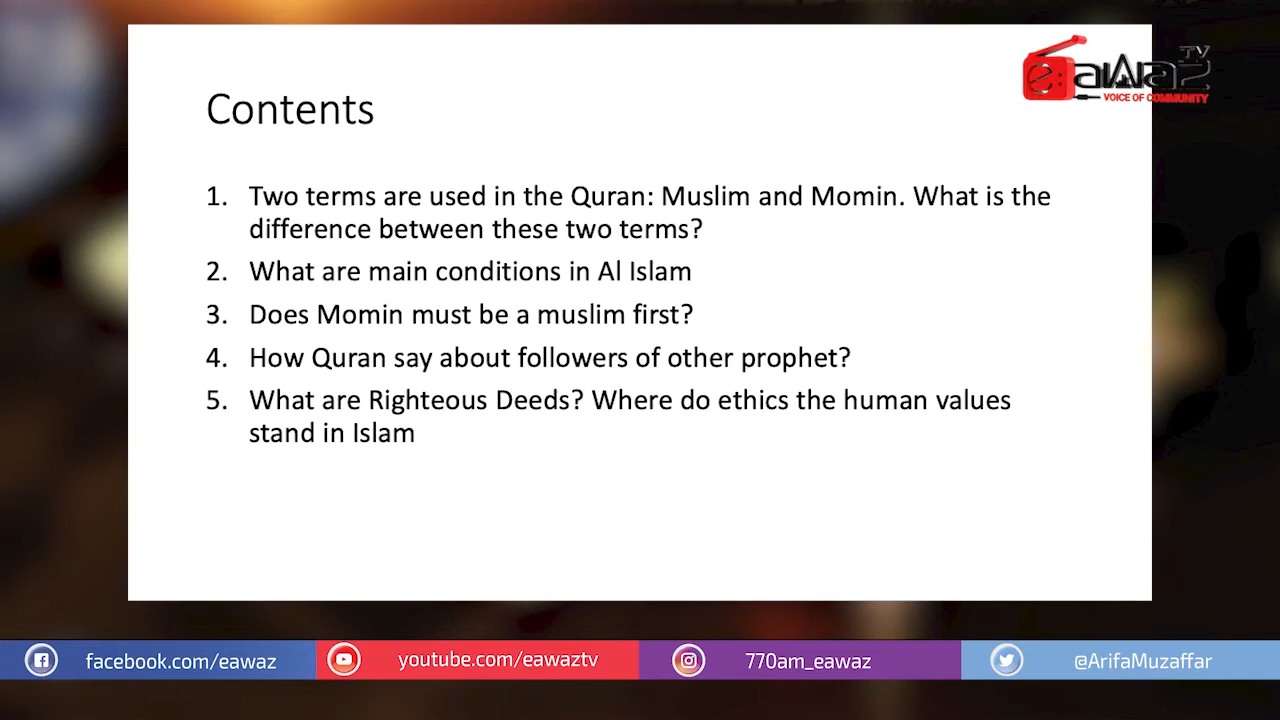 eawaz TV
VOICE OF COMMUNITY
Contents
1. Two terms are used in the Quran: Muslim and Momin. What is the
difference between these two terms?
2. What are main conditions in Al Islam
3. Does Momin must be a muslim first?
4. How Quran say about followers of other prophet?
5. What are Righteous Deeds? Where do ethics the human values
stand in Islam
facebook.com/eawaz
youtube.com/eawaztv
770am_eawaz
@ArifaMuzaffar